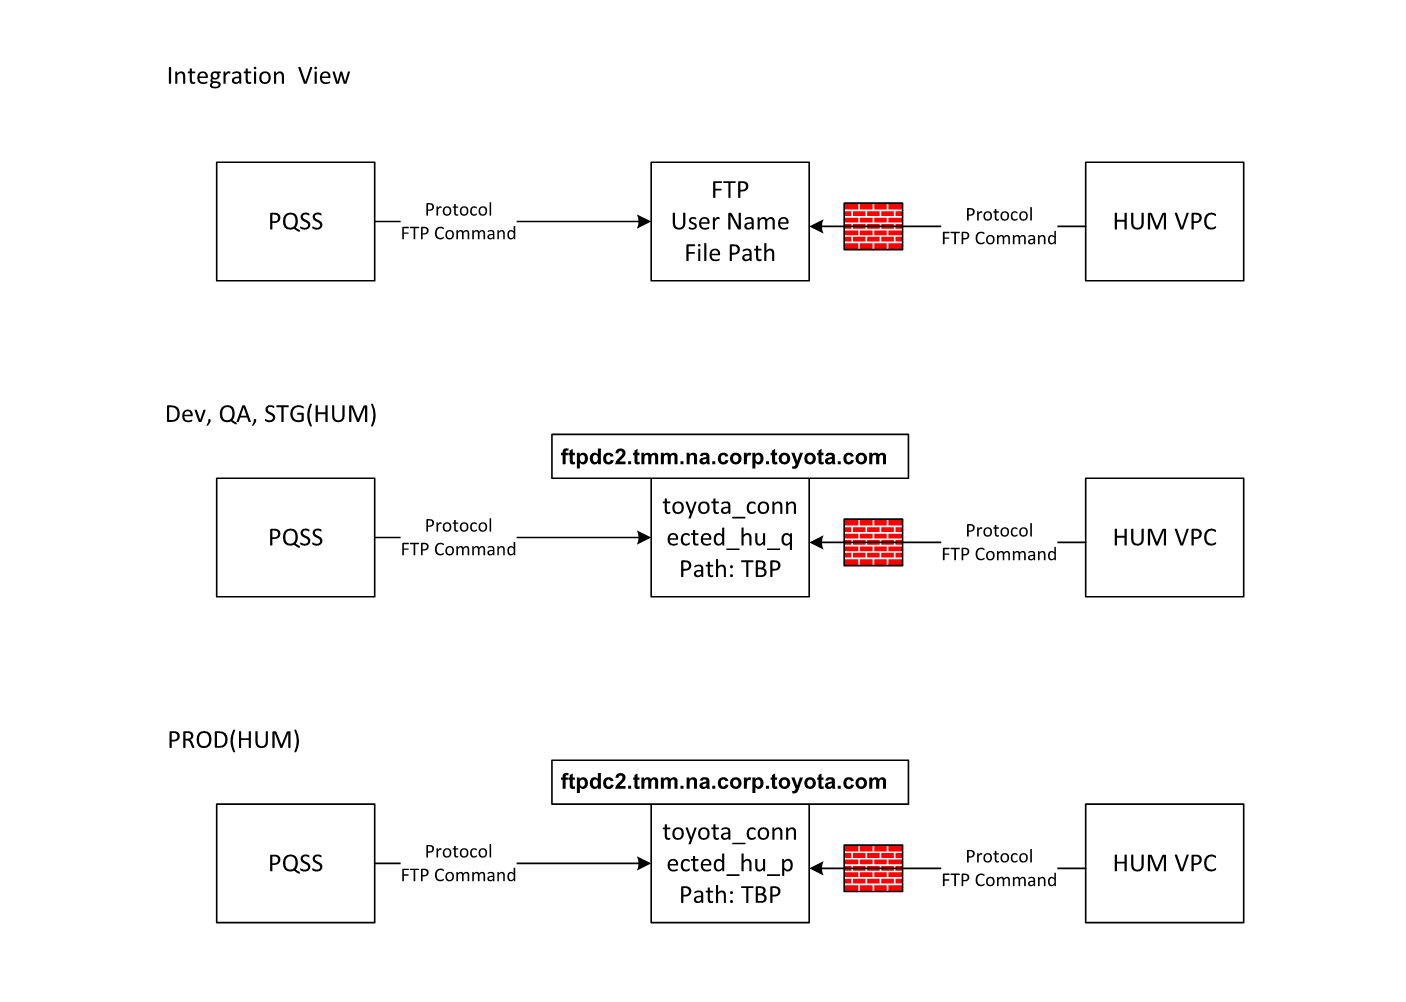 Integration  View
PQSS
Protocol
FTP Command
FTP
User Name
File Path
Protocol
FTP Command
HUM VPC
Dev, QA, STG(HUM)
ftpdc2.tmm.na.corp.toyota.com
PQSS
Protocol
FTP Command
toyota_conn
ected_hu_q
Path: TBP
Protocol
FTP Command
HUM VPC
PROD(HUM)
ftpdc2.tmm.na.corp.toyota.com
PQSS
Protocol
FTP Command
toyota_conn
ected_hu_p
Path: TBP
Protocol
FTP Command
HUM VPC